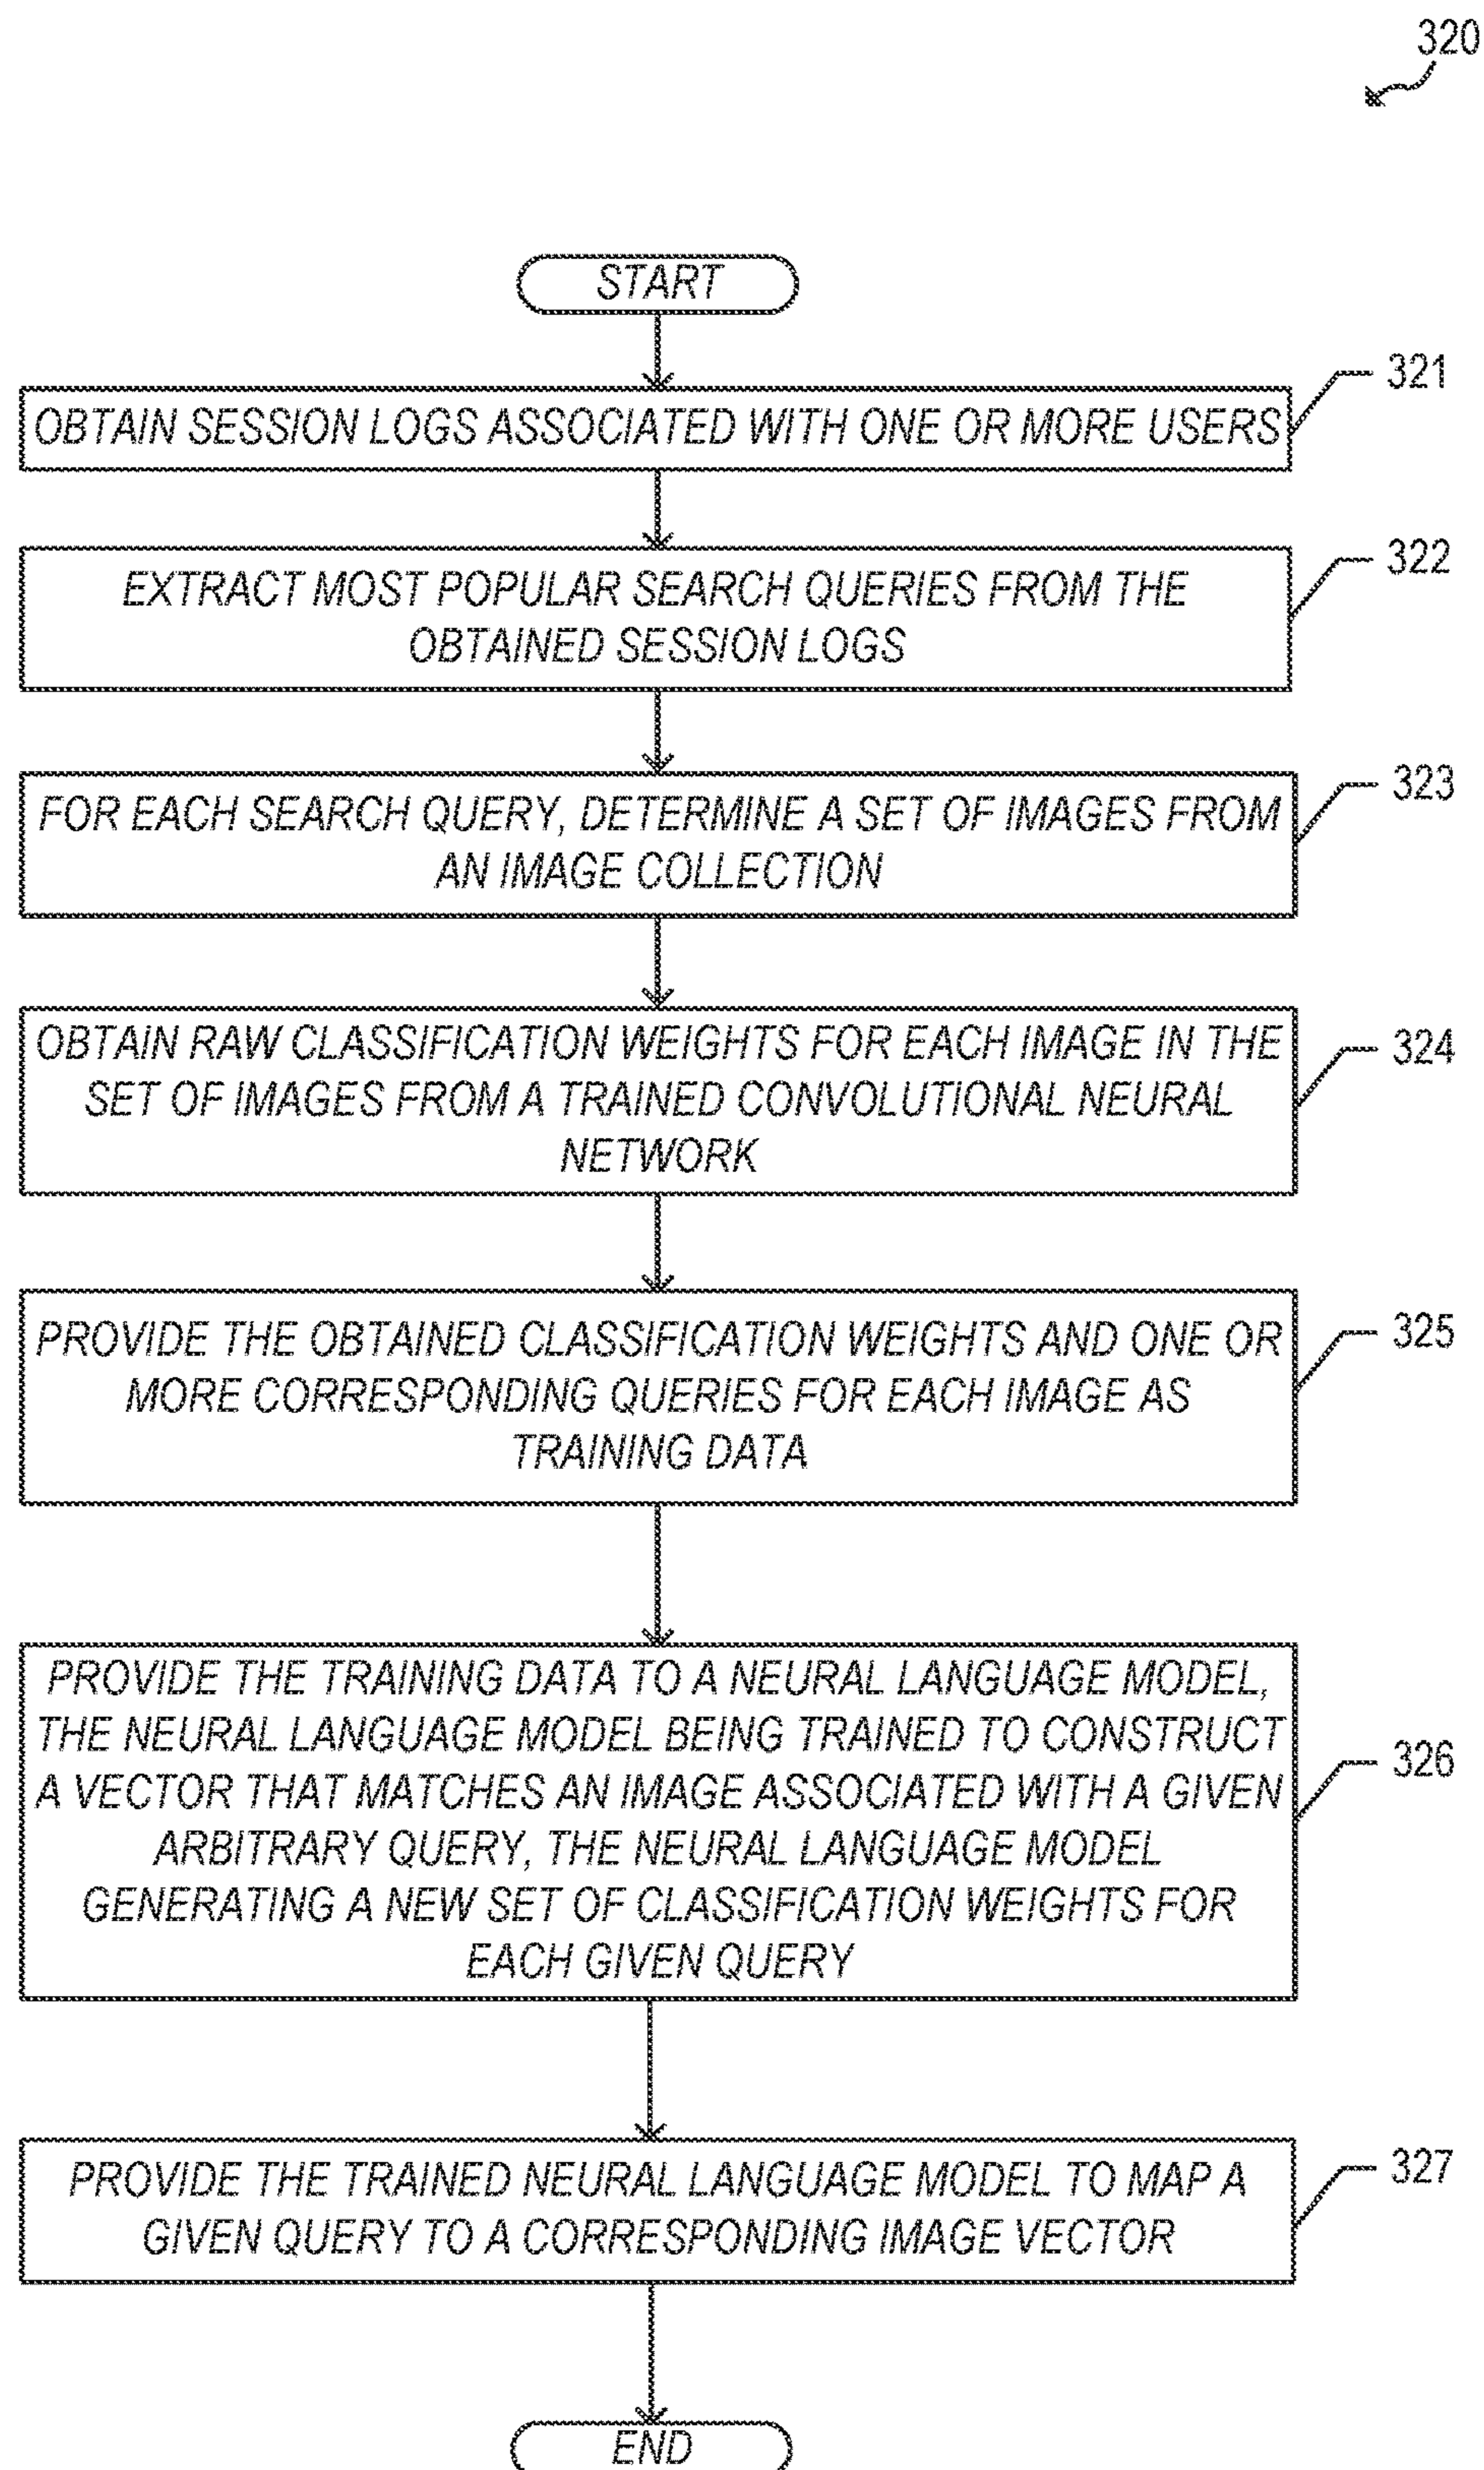 320
START
OBTAIN SESSION LOGS ASSOCIATED WITH ONE OR MORE USERS
321
EXTRACT MOST POPULAR SEARCH QUERIES FROM THE
OBTAINED SESSION LOGS
322
FOR EACH SEARCH QUERY, DETERMINE A SET OF IMAGES FROM
AN IMAGE COLLECTION
323
OBTAIN RAW CLASSIFICATION WEIGHTS FOR EACH IMAGE IN THE
SET OF IMAGES FROM A TRAINED CONVOLUTIONAL NEURAL
NETWORK
324
PROVIDE THE OBTAINED CLASSIFICATION WEIGHTS AND ONE OR
MORE CORRESPONDING QUERIES FOR EACH IMAGE AS
TRAINING DATA
325
PROVIDE THE TRAINING DATA TO A NEURAL LANGUAGE MODEL,
THE NEURAL LANGUAGE MODEL BEING TRAINED TO CONSTRUCT
A VECTOR THAT MATCHES AN IMAGE ASSOCIATED WITH A GIVEN
ARBITRARY QUERY, THE NEURAL LANGUAGE MODEL
GENERATING A NEW SET OF CLASSIFICATION WEIGHTS FOR
EACH GIVEN QUERY
326
PROVIDE THE TRAINED NEURAL LANGUAGE MODEL TO MAP A
GIVEN QUERY TO A CORRESPONDING IMAGE VECTOR
327
END